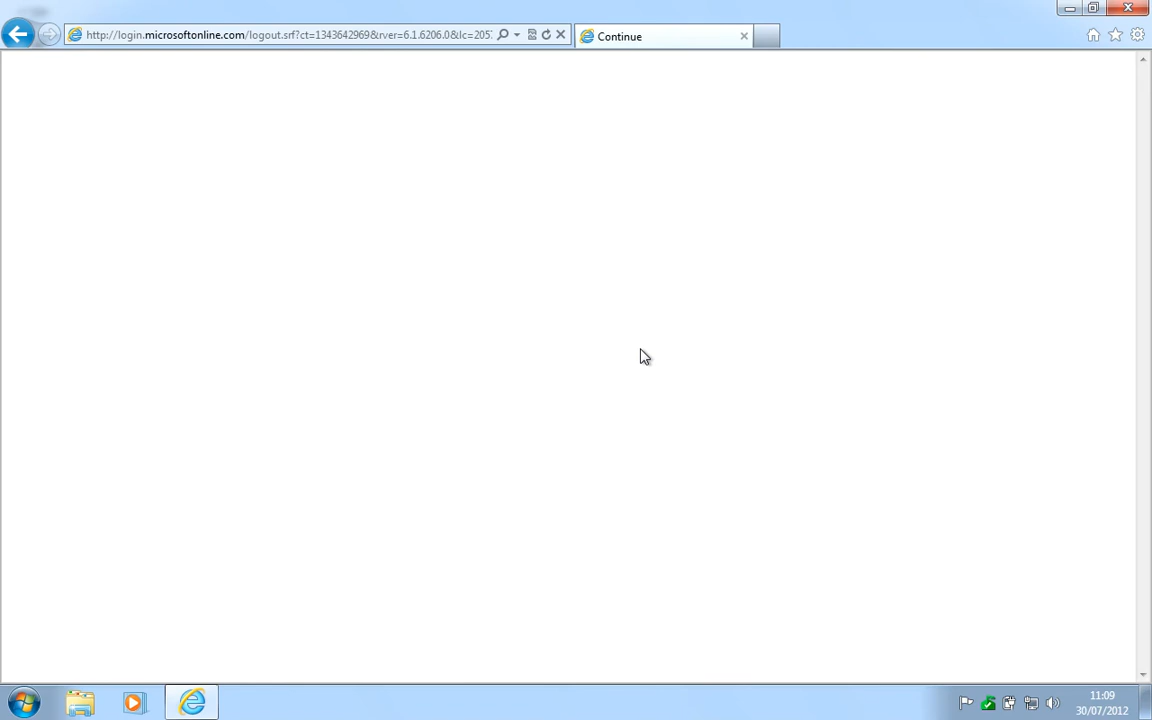 http://login.microsoftonline.com/logout.srf?ct=1343642969&rver=6.1.6206.0&lc=205
Continue
11:09
30/07/2012